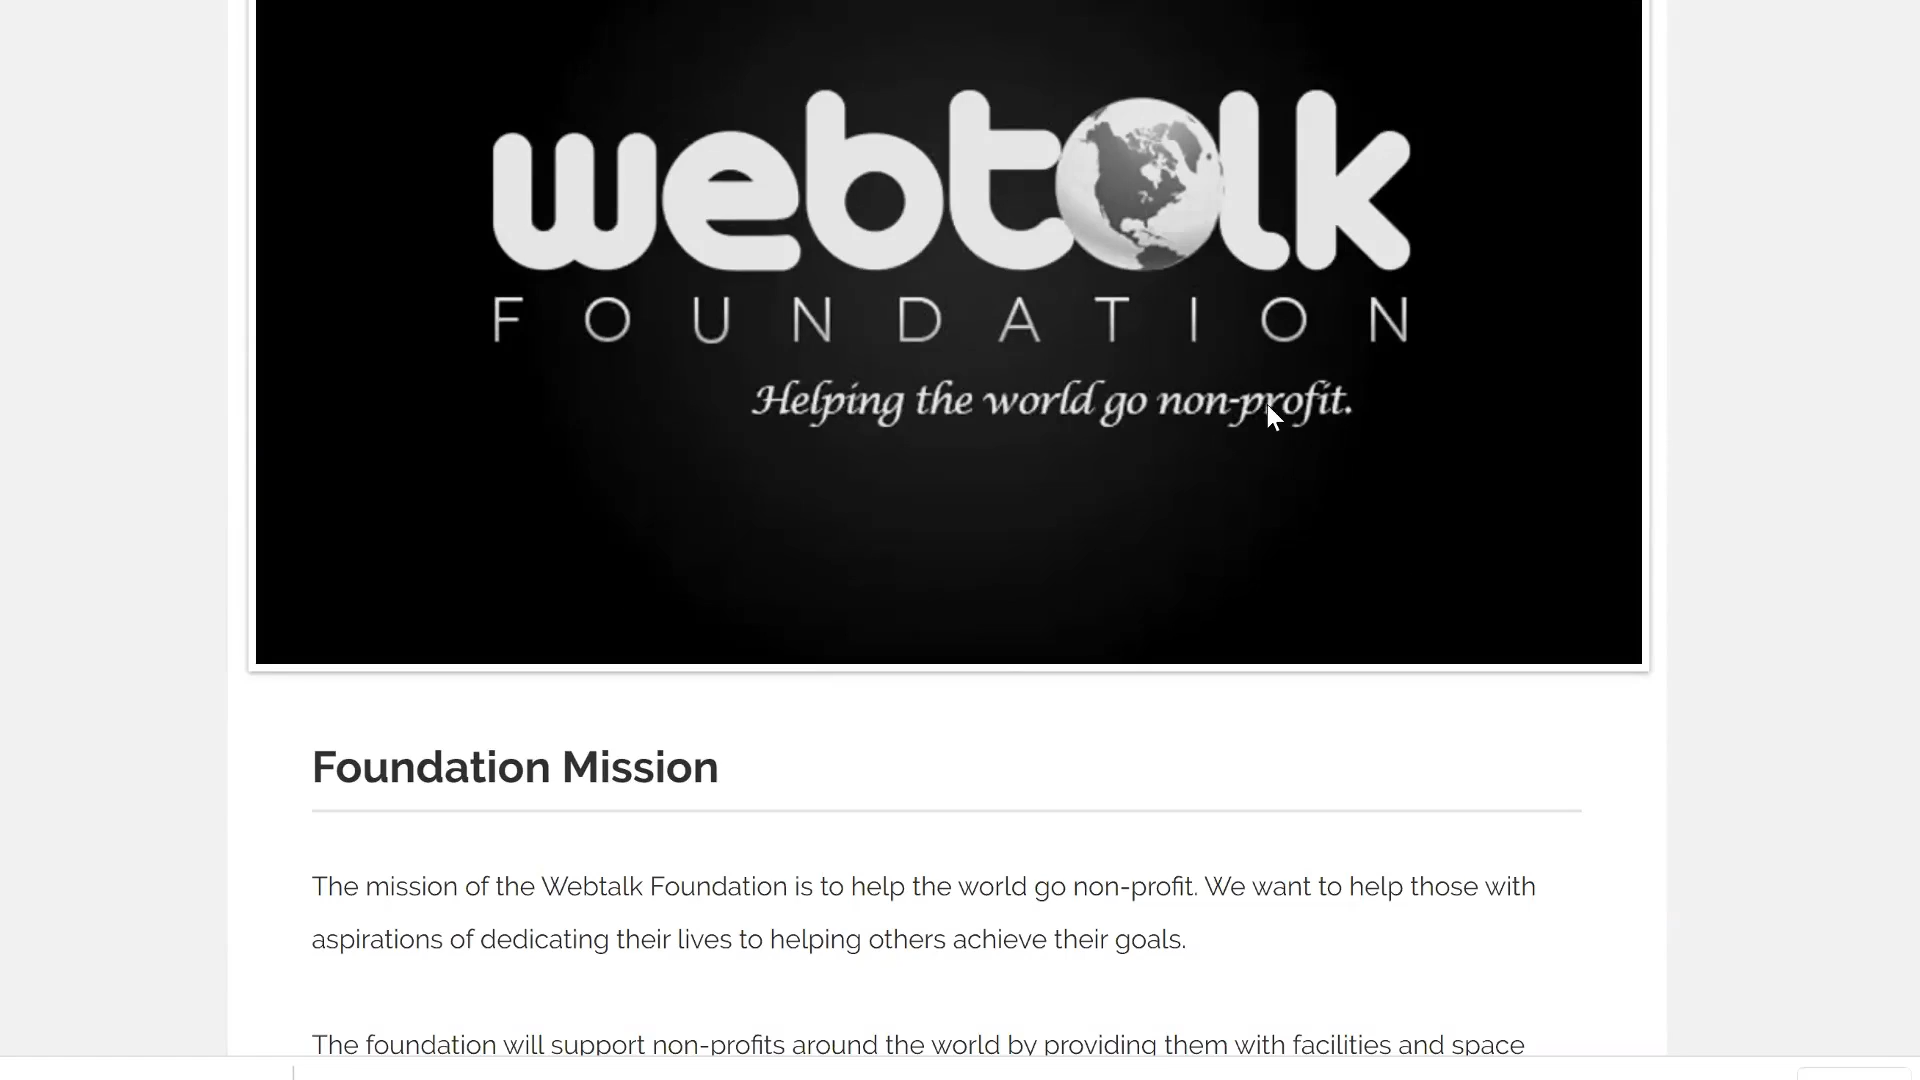 webtalk
FOUNDATION
Helping the world go non-profit.
Foundation Mission
The mission of the Webtalk Foundation is to help the world go non-profit. We want to help those with
aspirations of dedicating their lives to helping others achieve their goals.
The foundation will support non-profits around the world by providing them with facilities and space